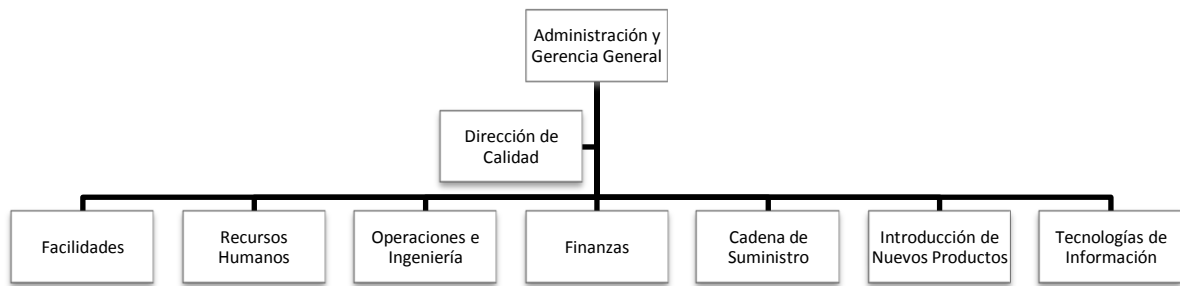 Administración y
Gerencia General
Dirección de
Calidad
Facilidades
Recursos
Humanos
Operaciones e
Ingeniería
Finanzas
Cadena de
Suministro
Introducción de
Nuevos Productos
Tecnologías de
Información